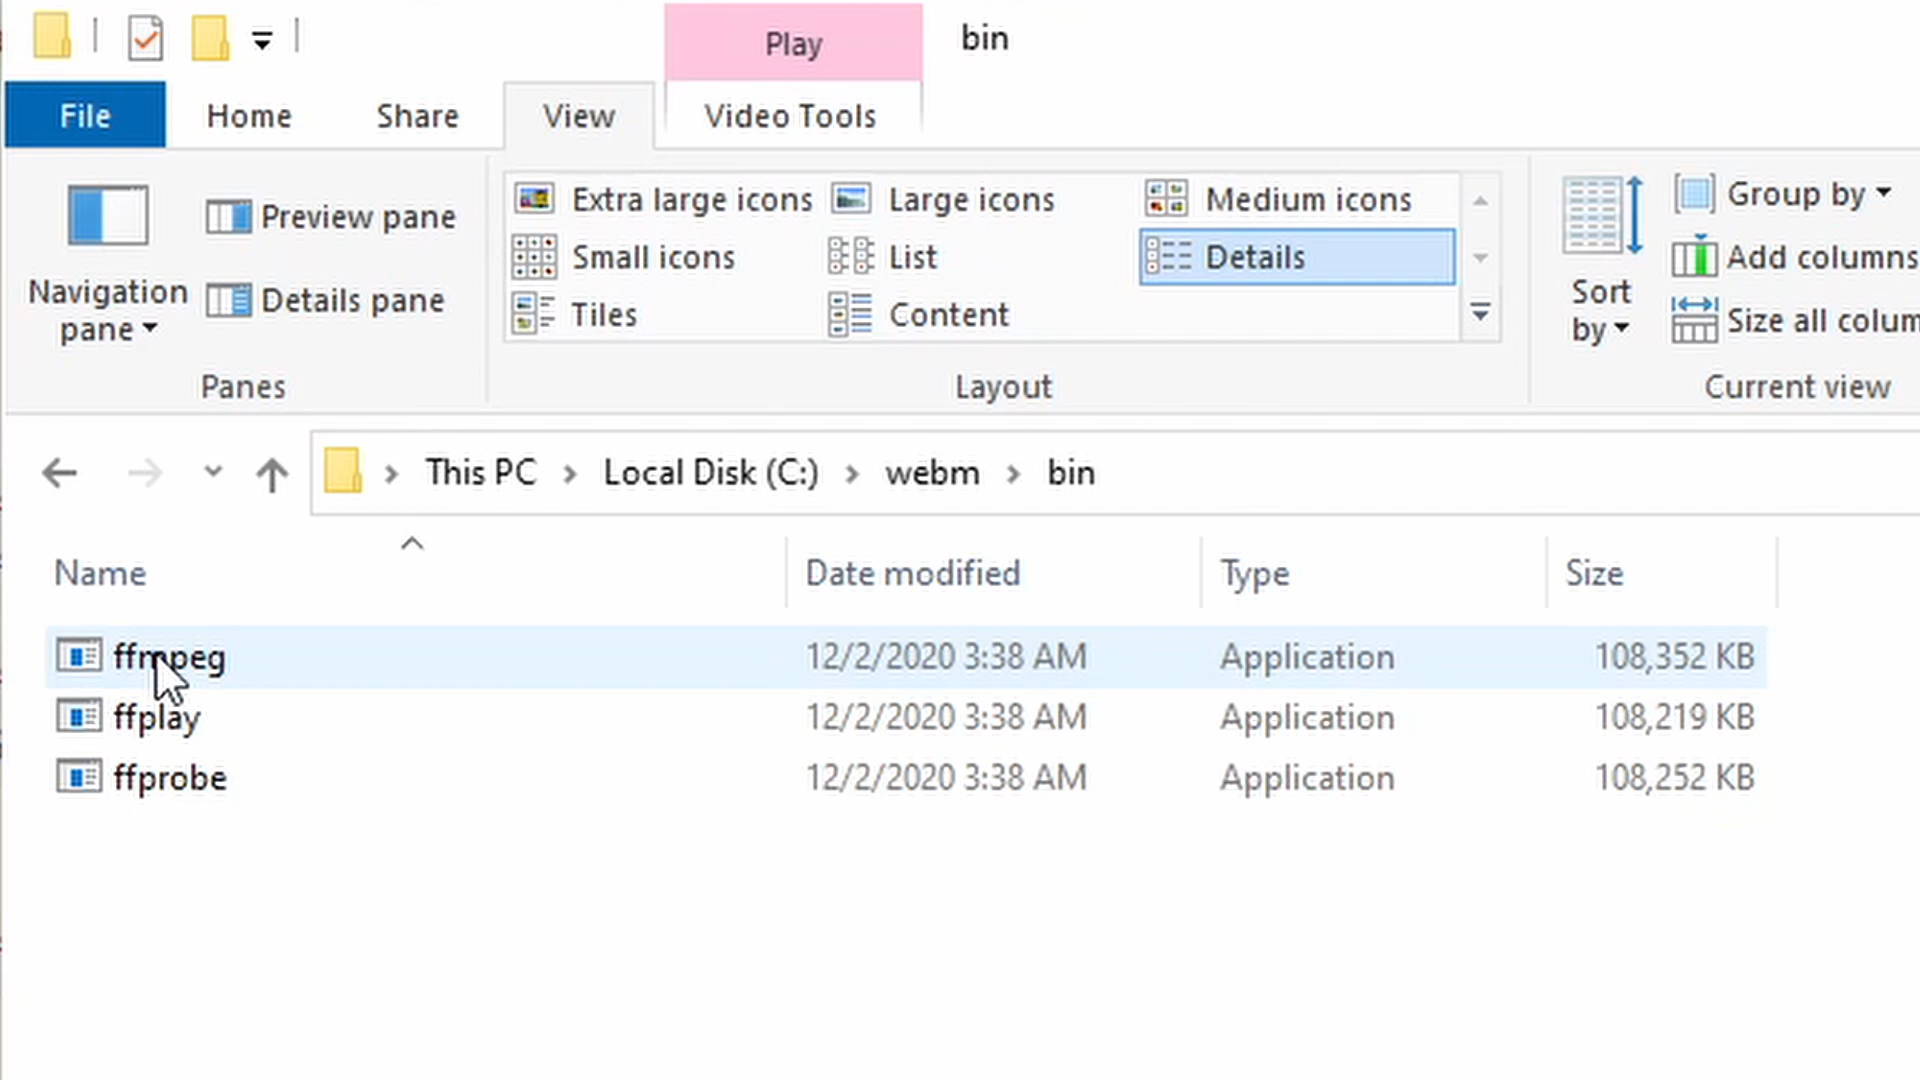 Play
bin
File
Home
Share
View
Video Tools
Navigation
pane
Preview pane
Details pane
Panes
Extra large icons
Large icons
Medium icons
Small icons
List
Details
Tiles
Content
Layout
Sort
by
Group by
Add columns
Size all colum
Current view
This PC
Local Disk (C:)
webm
bin
Name
Date modified
Type
Size
ffmpeg 12/2/2020 3:38 AM Application 108,352 KB
ffplay 12/2/2020 3:38 AM Application 108,219 KB
ffprobe 12/2/2020 3:38 AM Application 108,252 KB